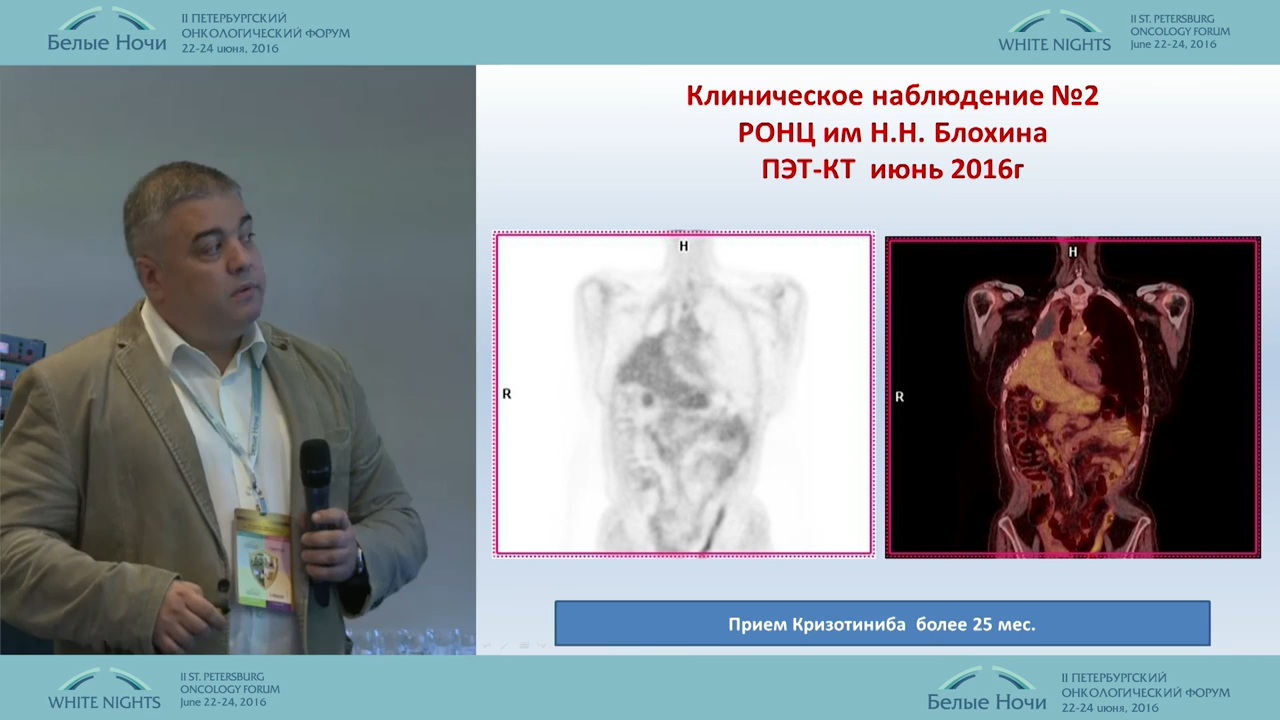 Белые Ночи
II ПЕТЕРБУРГСКИЙ
ОНКОЛОГИЧЕСКИЙ ФОРУМ
22-24 июня, 2016
WHITE NIGHTS
II ST. PETERSBURG
ONCOLOGY FORUM
June 22-24, 2016
Клиническое наблюдение №2
РОНЦ им Н.Н. Блохина
ПЭТ-КТ июнь 2016г
H
R
H
R
Прием Кризотиниба более 25 мес.
WHITE NIGHTS
II ST. PETERSBURG
ONCOLOGY FORUM
June 22-24, 2016
Белые Ночи
II ПЕТЕРБУРГСКИЙ
ОНКОЛОГИЧЕСКИЙ ФОРУМ
22-24 июня, 2016